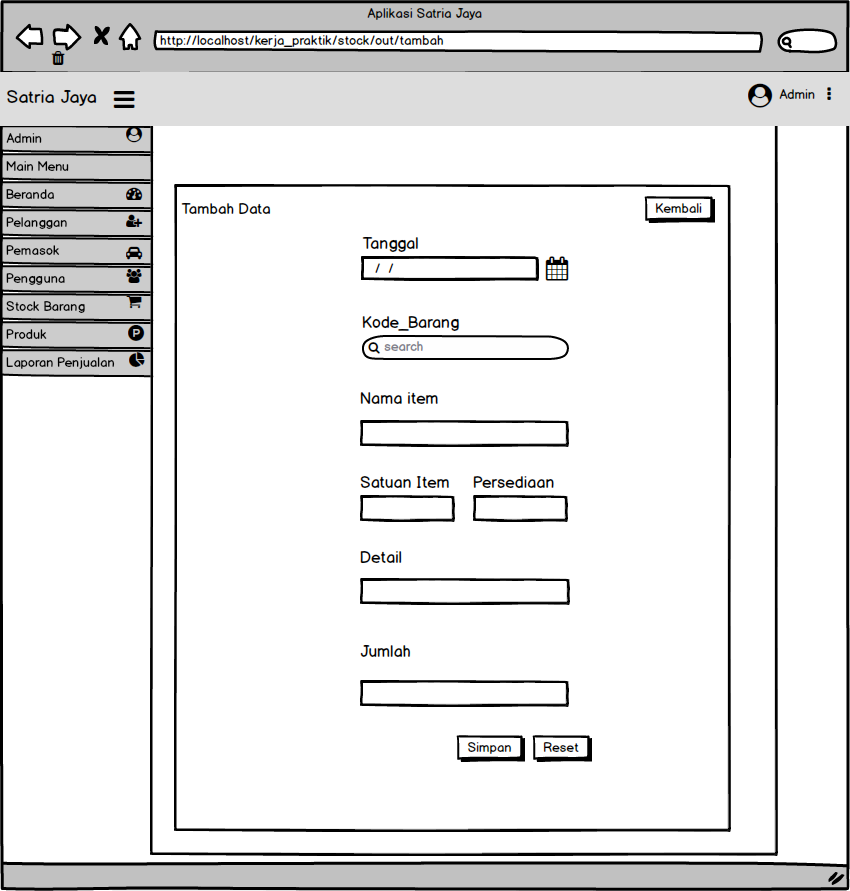 Aplikasi Satria Jaya
http://localhost/kerja_praktik/stock/out/tambah
Satria Jaya
Admin
Admin
Main Menu
Beranda
Pelanggan
Pemasok
Pengguna
Stock Barang
Produk
P
Laporan Penjualan
Tambah Data
Kembali
Tanggal
/ /
Kode_Barang
search
Nama item
Satuan Item Persediaan
Detail
Jumlah
Simpan Reset